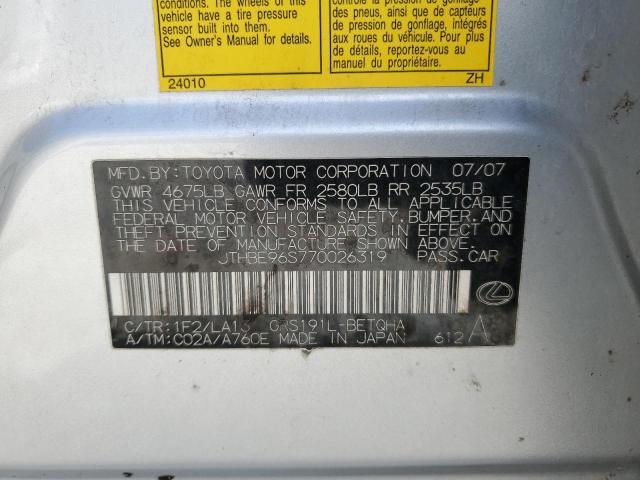 conditions. The wheels of this
vehicle have a tire pressure
sensor built into them.
See Owner's Manual for details.
24010
contrôle la pression de gonflage
des pneus, ainsi que de capteurs
de pression de gonflage, intégrés
aux roues du véhicule. Pour plus
de détails, reportez-vous au
manuel du propriétaire.
ZH
MFD.BY:TOYOTA MOTOR CORPORATION 07/07
GVWR 4675LB GAWR FR 2580LB RR 2535LB
THIS VEHICLE CONFORMS TO ALL APPLICABLE
FEDERAL MOTOR VEHICLE SAFETY,BUMPER,AND
THEFT PREVENTION STANDARDS IN EFFECT ON
THE DATE OF MANUFACTURE SHOWN ABOVE.
JTHBE96S770026319 PASS.CAR
C/TR:1F2/LA13 GRS191L-BETQHA
A/TM:C02A/A760E MADE IN JAPAN 612 A